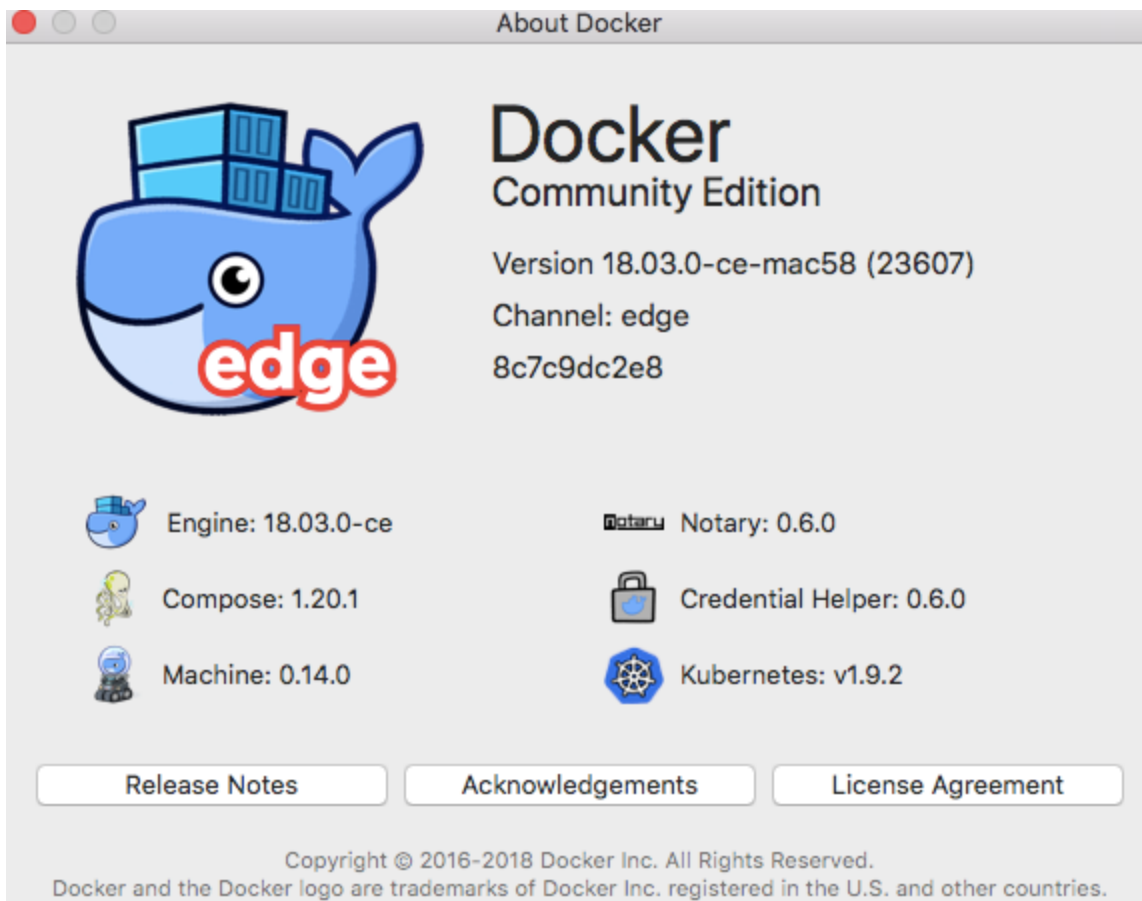 About Docker
Docker
Community Edition
Version 18.03.0-ce-mac58 (23607)
Channel: edge
8c7c9dc2e8
edge
Engine: 18.03.0-ce
notary Notary: 0.6.0
Compose: 1.20.1
Credential Helper: 0.6.0
Machine: 0.14.0
Kubernetes: v1.9.2
Release Notes
Acknowledgements
License Agreement
Copyright © 2016-2018 Docker Inc. All Rights Reserved.
Docker and the Docker logo are trademarks of Docker Inc. registered in the U.S. and other countries.